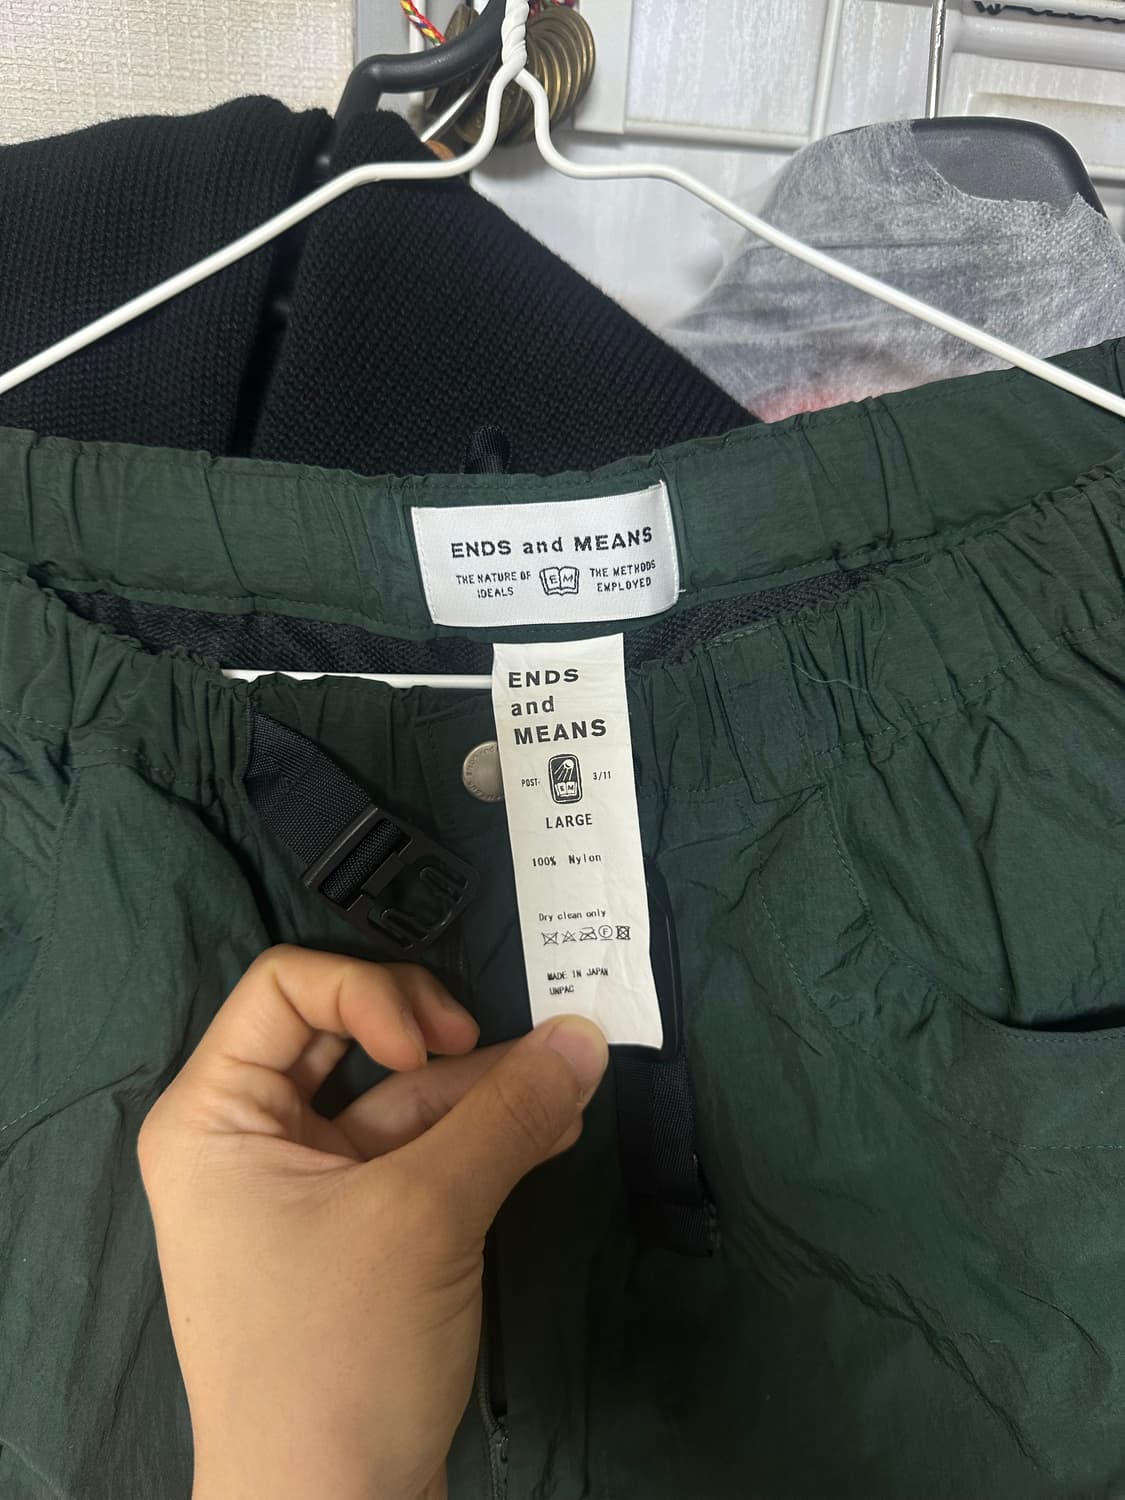 ENDS and MEANS
THE NATURE OF IDEALS
EM
THE METHODS EMPLOYED
ENDS
and
MEANS
POST- 3/11
EM
LARGE
100% Nylon
Dry clean only
F
MADE IN JAPAN
UNPAC